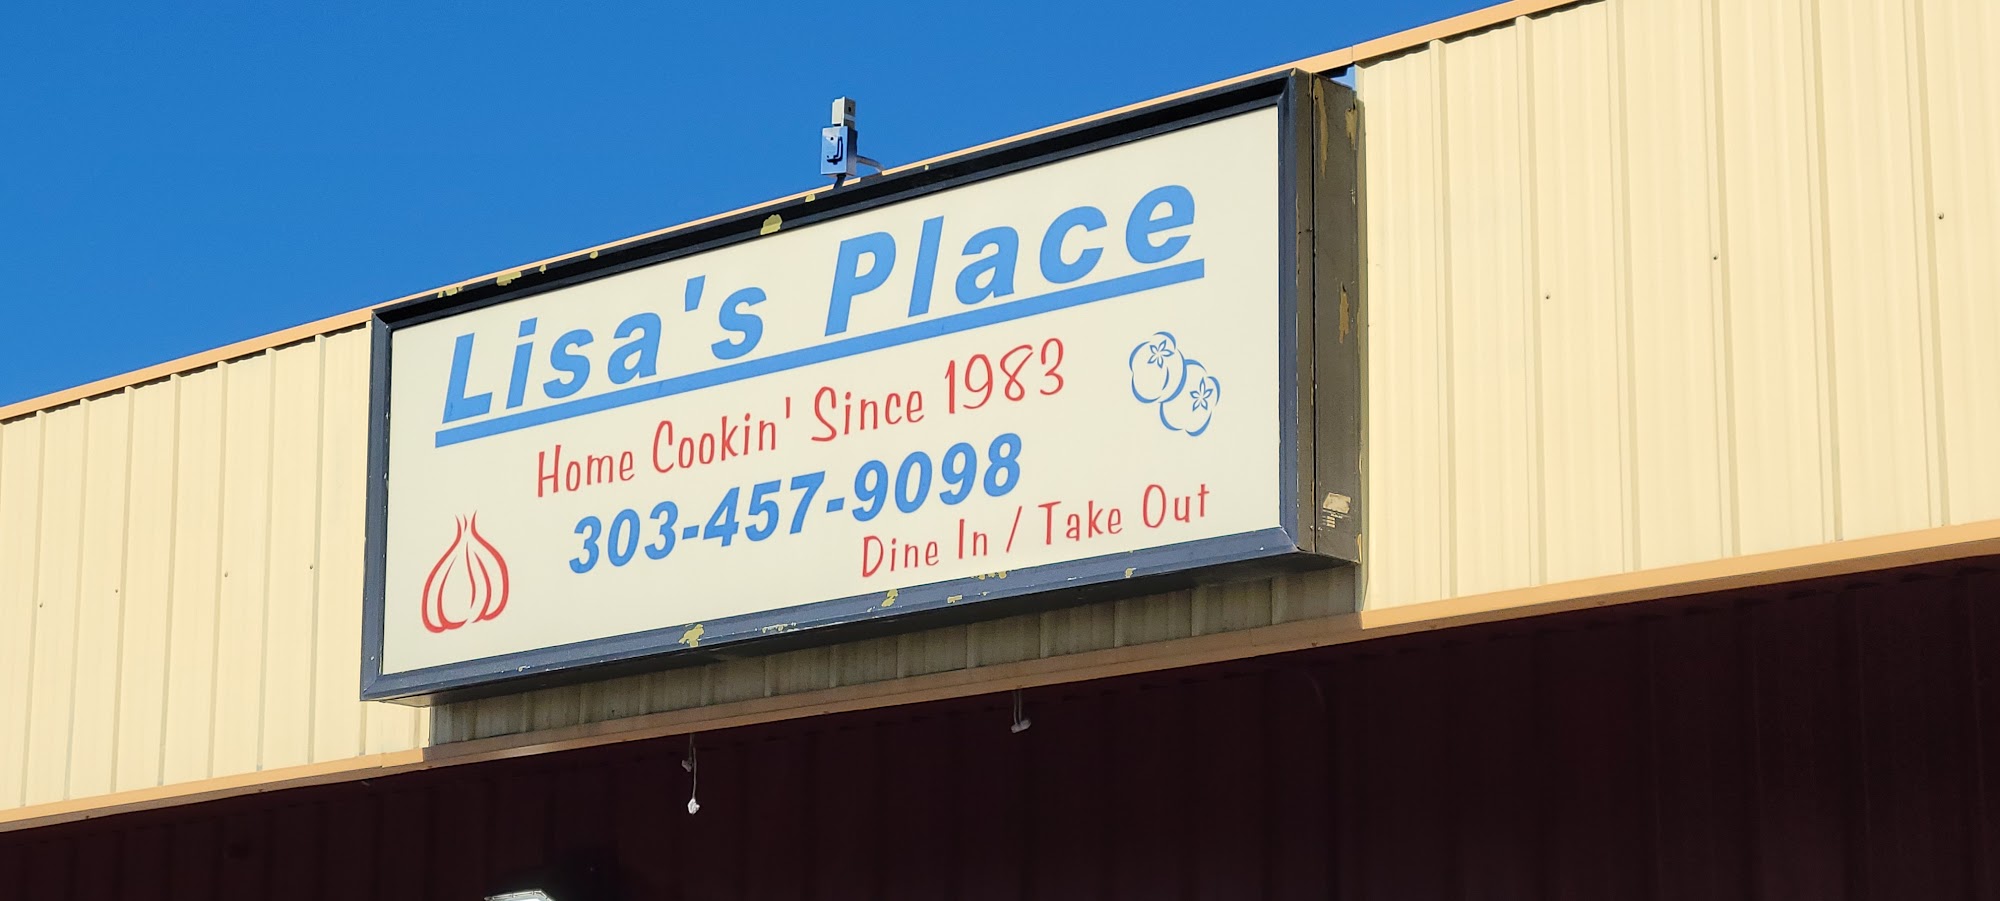 Lisa's Place
Home Cookin' Since 1983
303-457-9098
Dine In / Take Out